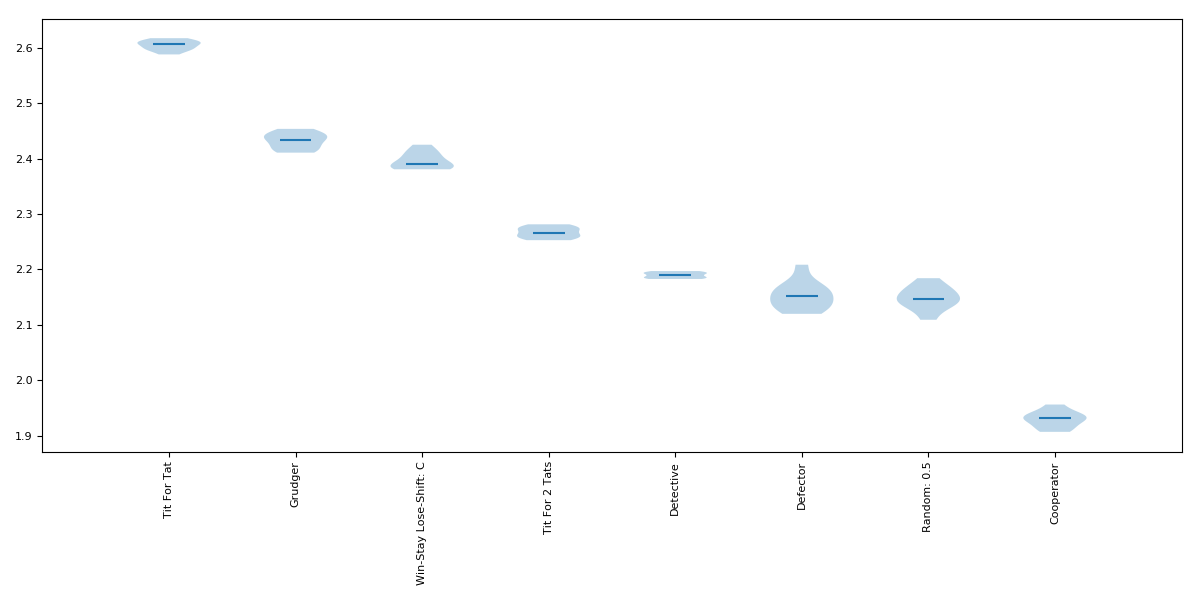 2.6
2.5
2.4
2.3
2.2
2.1
2.0
1.9
Tit For Tat
Grudger
Win-Stay Lose-Shift: C
Tit For 2 Tats
Detective
Defector
Random: 0.5
Cooperator